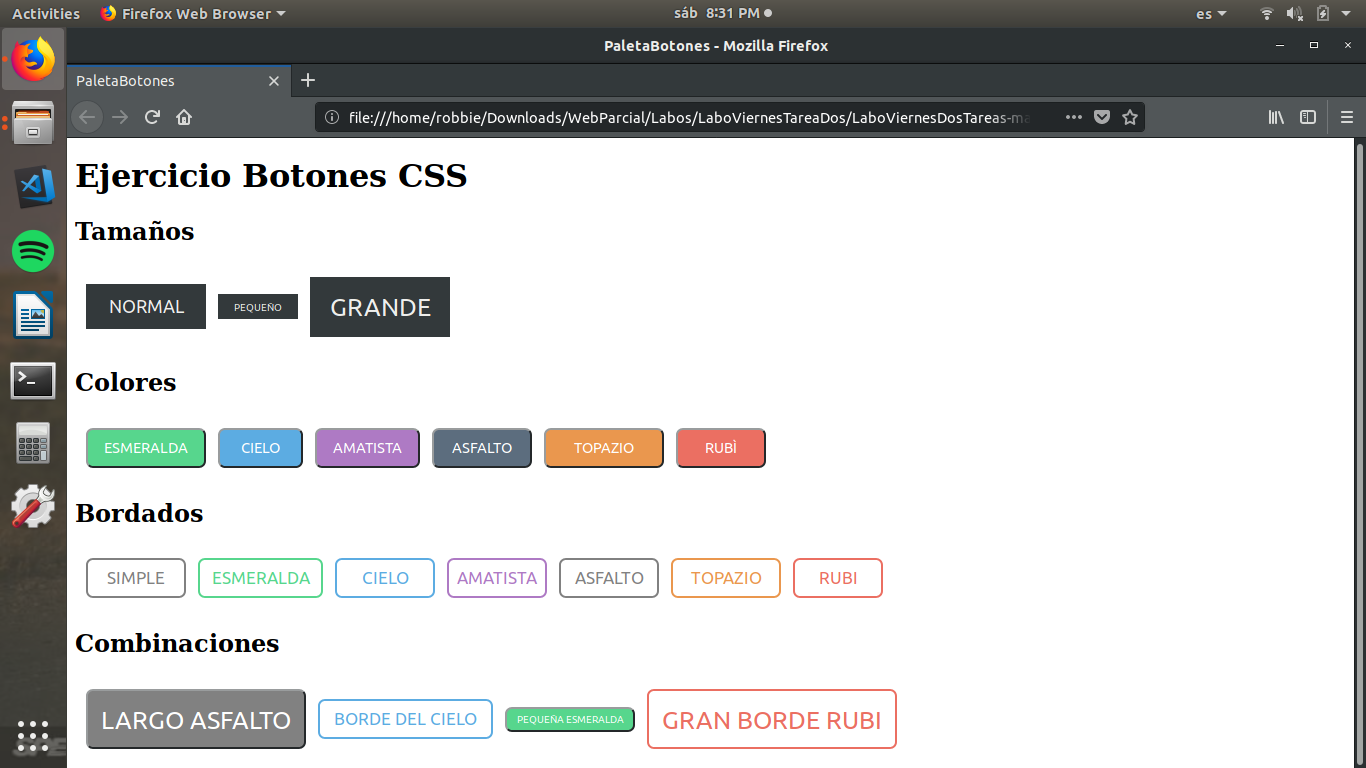 Activities Firefox Web Browser sáb 8:31 PM es
PaletaBotones - Mozilla Firefox
PaletaBotones
file:///home/robbie/Downloads/WebParcial/Labos/LaboViernesTareaDos/LaboViernesDosTareas-ma
Ejercicio Botones CSS
Tamaños
NORMAL PEQUEÑO GRANDE
Colores
ESMERALDA CIELO AMATISTA ASFALTO TOPAZIO RUBÌ
Bordados
SIMPLE ESMERALDA CIELO AMATISTA ASFALTO TOPAZIO RUBI
Combinaciones
LARGO ASFALTO BORDE DEL CIELO PEQUEÑA ESMERALDA GRAN BORDE RUBI